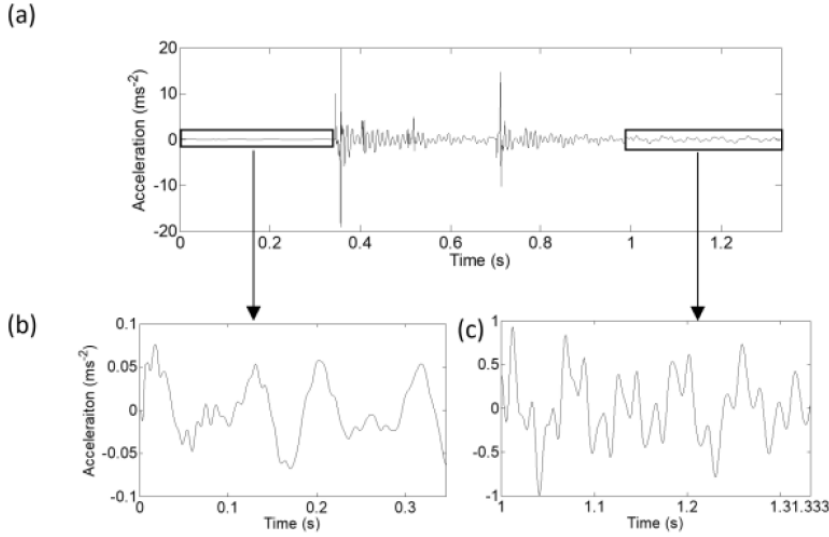 (a)
20
10
0
-10
-20
Acceleration (ms-2)
0 0.2 0.4 0.6 0.8 1 1.2
Time (s)
(b)
0.1
0.05
0
-0.05
-0.1
Acceleraiton (ms-2)
0 0.1 0.2 0.3
Time (s)
(c)
1
0.5
0
-0.5
-1
1 1.1 1.2 1.31.333
Time (s)